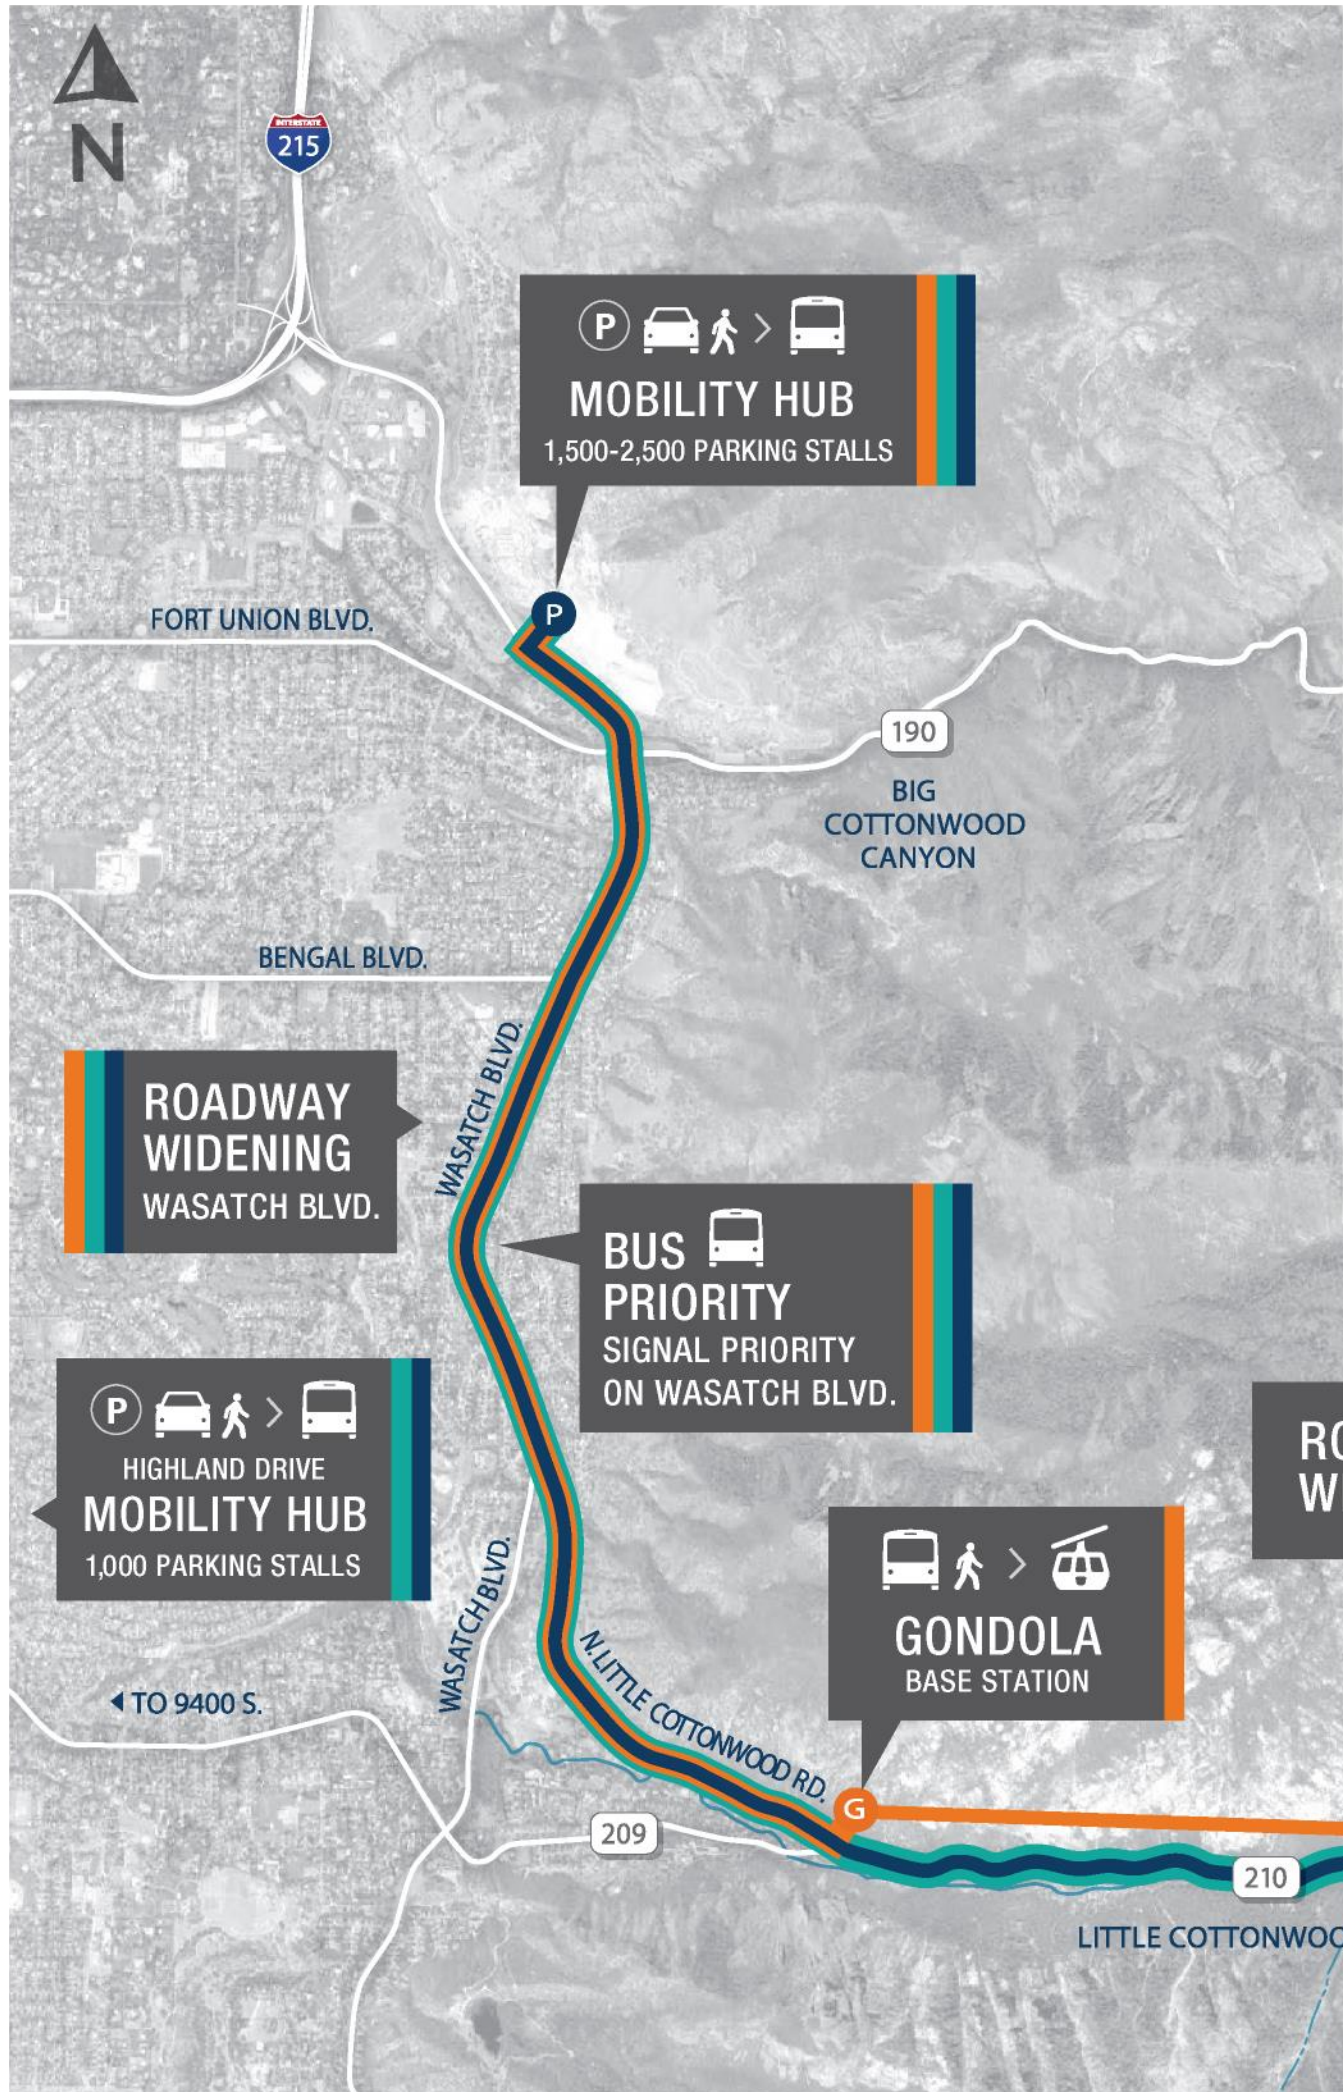 N
INTERSTATE
215
P
MOBILITY HUB
1,500-2,500 PARKING STALLS
P
FORT UNION BLVD.
190
BIG
COTTONWOOD
CANYON
BENGAL BLVD.
WASATCH BLVD.
ROADWAY
WIDENING
WASATCH BLVD.
BUS
PRIORITY
SIGNAL PRIORITY
ON WASATCH BLVD.
P
HIGHLAND DRIVE
MOBILITY HUB
1,000 PARKING STALLS
WASATCH BLVD.
GONDOLA
BASE STATION
N. LITTLE COTTONWOOD RD.
TO 9400 S.
G
209
210
LITTLE